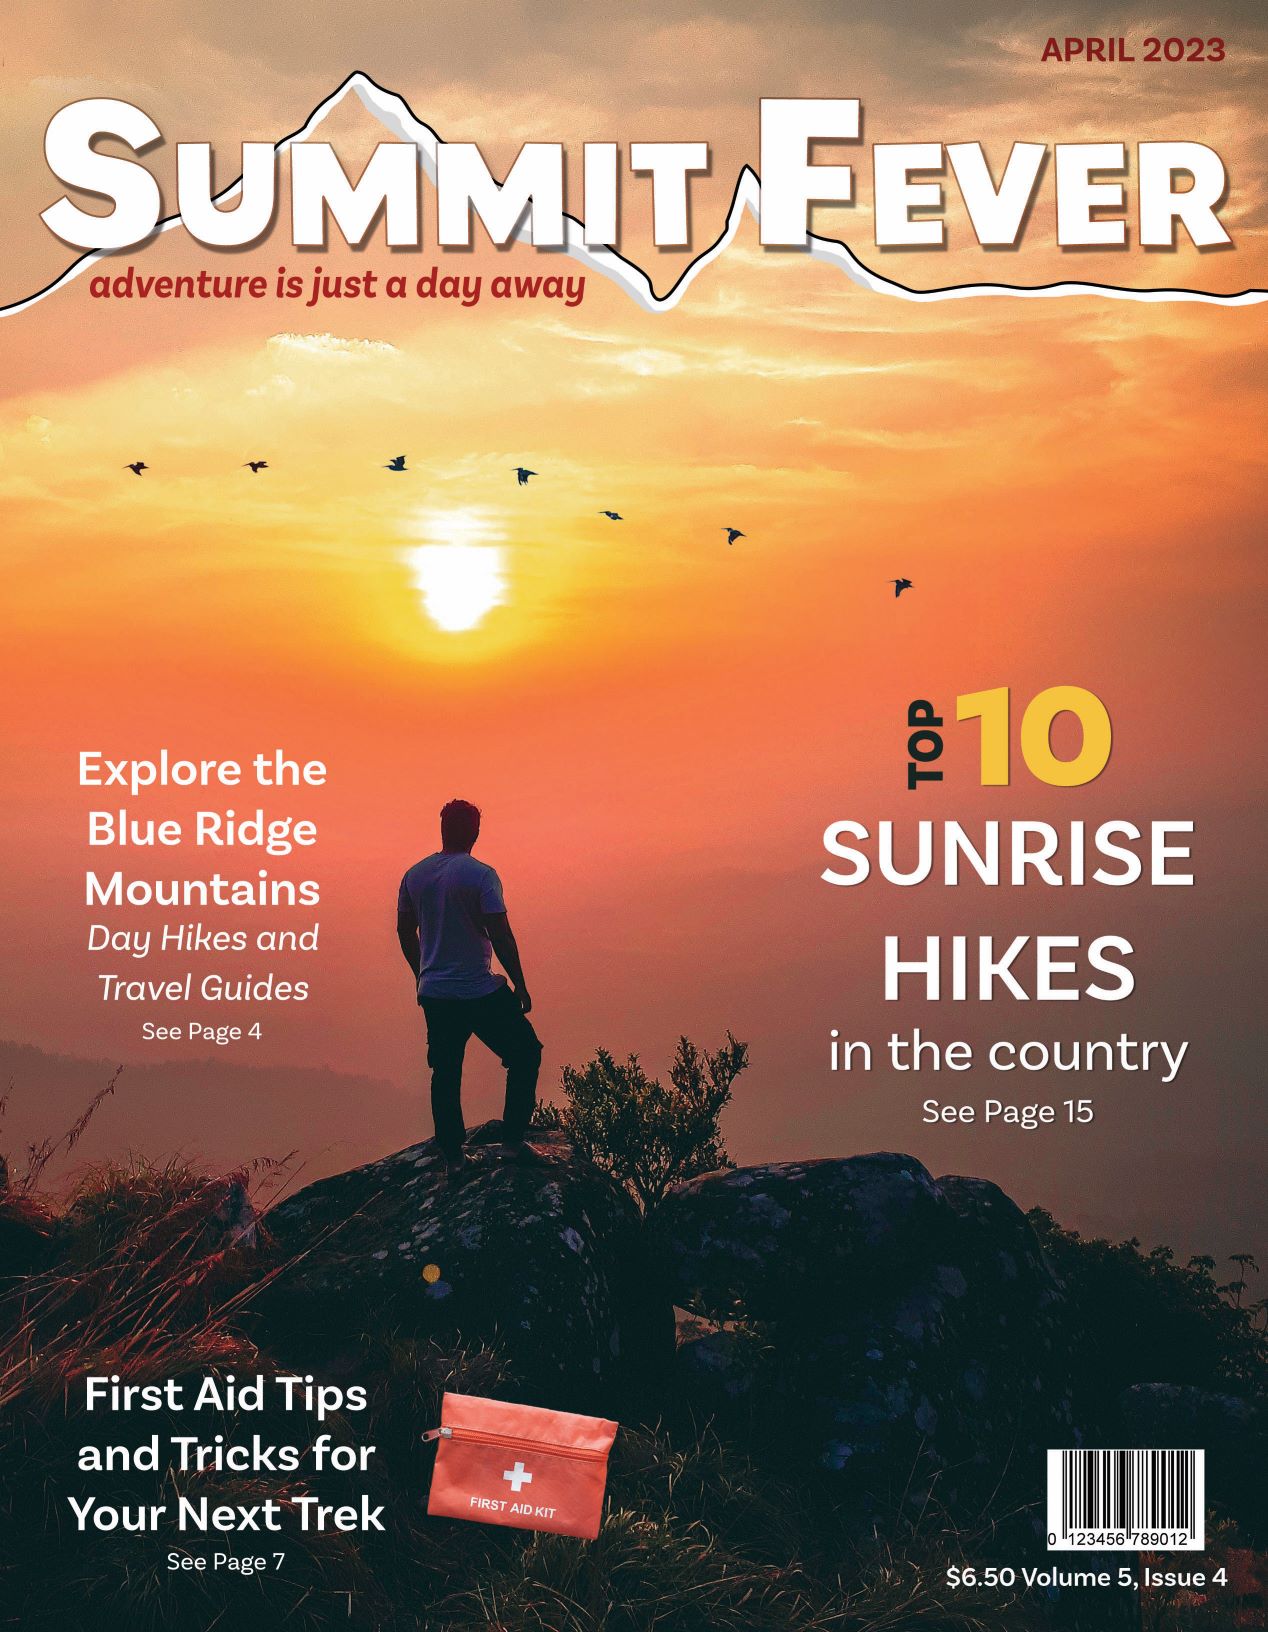 APRIL 2023
SUMMIT FEVER
adventure is just a day away
TOP 10
SUNRISE
HIKES
in the country
See Page 15
Explore the
Blue Ridge
Mountains
Day Hikes and
Travel Guides
See Page 4
First Aid Tips
and Tricks for
Your Next Trek
See Page 7
FIRST AID KIT
0 123456 789012
$6.50 Volume 5, Issue 4